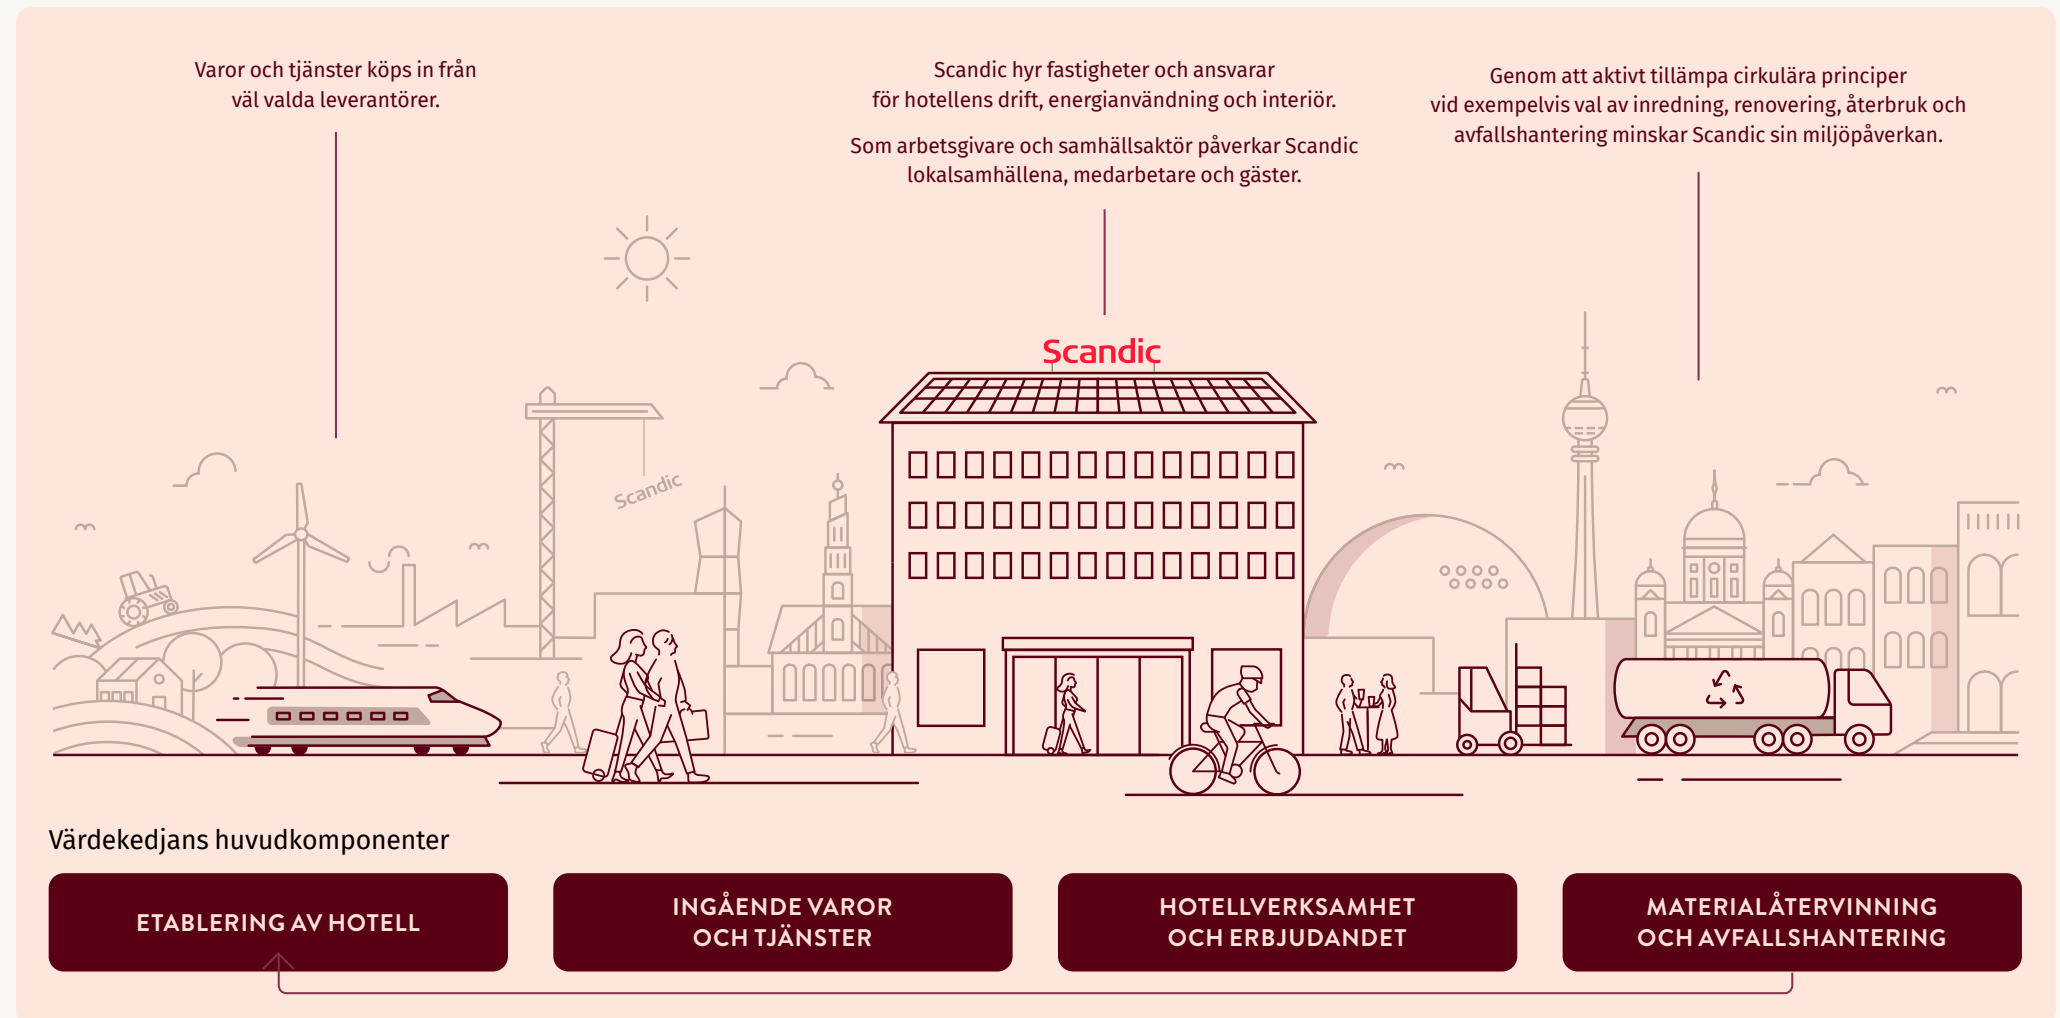 Varor och tjänster köps in från
väl valda leverantörer.
Scandic hyr fastigheter och ansvarar
för hotellens drift, energianvändning och interiör.
Som arbetsgivare och samhällsaktör påverkar Scandic
lokalsamhällena, medarbetare och gäster.
Genom att aktivt tillämpa cirkulära principer
vid exempelvis val av inredning, renovering, återbruk och
avfallshantering minskar Scandic sin miljöpåverkan.
Scandic
Scandic
Värdekedjans huvudkomponenter
ETABLERING AV HOTELL
INGÅENDE VAROR
OCH TJÄNSTER
HOTELLVERKSAMHET
OCH ERBJUDANDET
MATERIALÅTERVINNING
OCH AVFALLSHANTERING